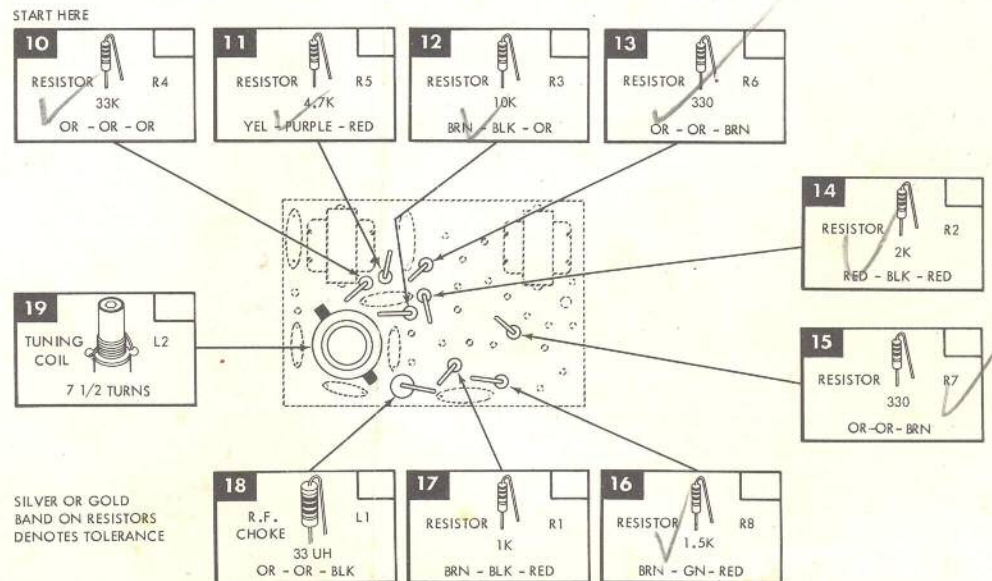 START HERE
10
RESISTOR R4
33K
OR - OR - OR
11
RESISTOR R5
4.7K
YEL - PURPLE - RED
12
RESISTOR R3
10K
BRN - BLK - OR
13
RESISTOR R6
330
OR - OR - BRN
14
RESISTOR R2
2K
RED - BLK - RED
19
TUNING L2
COIL
7 1/2 TURNS
15
RESISTOR R7
330
OR-OR-BRN
SILVER OR GOLD
BAND ON RESISTORS
DENOTES TOLERANCE
18
R.F. L1
CHOKE
33 UH
OR - OR - BLK
17
RESISTOR R1
1K
BRN - BLK - RED
16
RESISTOR R8
1.5K
BRN - GN - RED